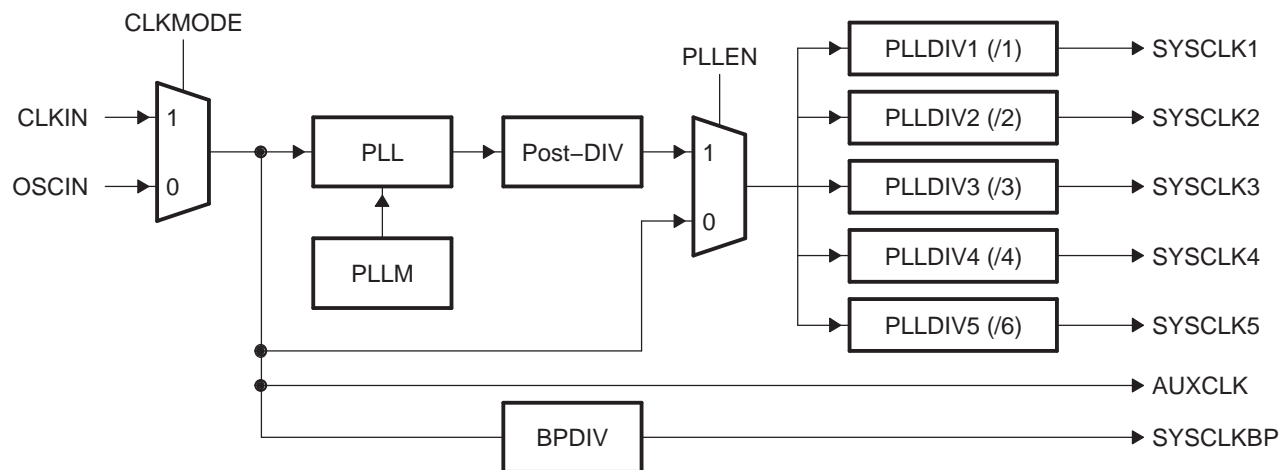 CLKMODE
CLKIN
OSCIN
1
0
PLL
PLLM
Post−DIV
PLLEN
1
0
PLLDIV1 (/1)
SYSCLK1
PLLDIV2 (/2)
SYSCLK2
PLLDIV3 (/3)
SYSCLK3
PLLDIV4 (/4)
SYSCLK4
PLLDIV5 (/6)
SYSCLK5
AUXCLK
BPDIV
SYSCLKBP